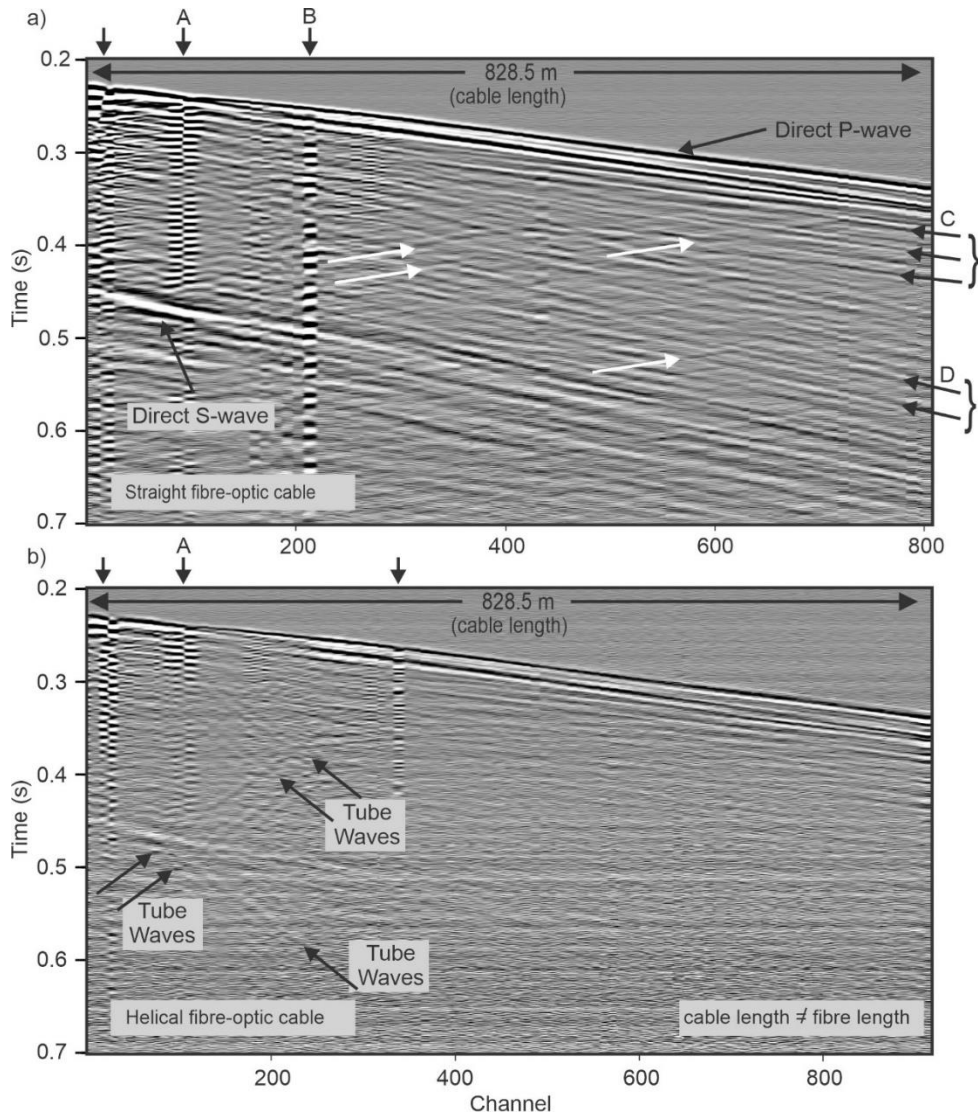 a)
A
B
0.2
0.3
0.4
0.5
0.6
0.7
Time (s)
828.5 m
(cable length)
Direct P-wave
C
D
Direct S-wave
Straight fibre-optic cable
200
400
600
800
b)
A
0.2
0.3
0.4
0.5
0.6
0.7
Time (s)
828.5 m
(cable length)
Tube
Waves
Tube
Waves
Tube
Waves
Helical fibre-optic cable
cable length ≠ fibre length
200
400
600
800
Channel